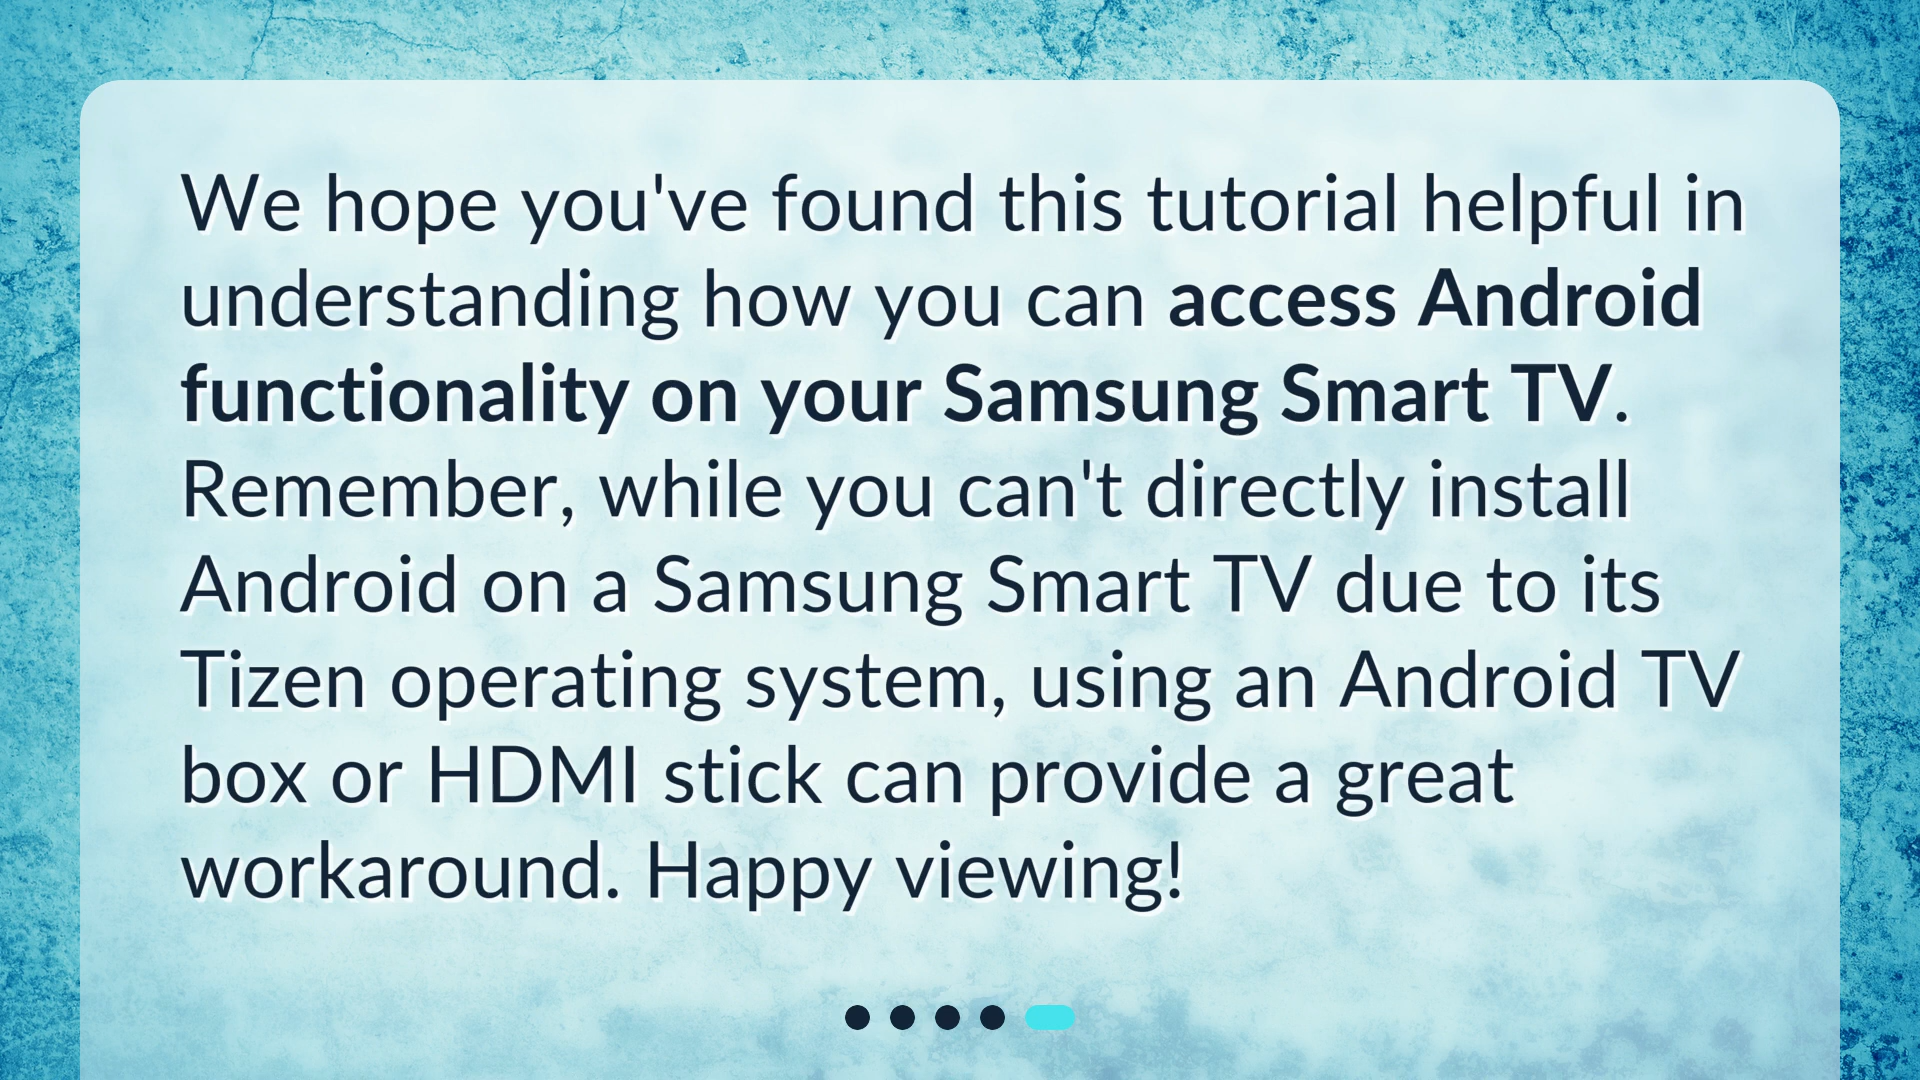 We hope you've found this tutorial helpful in
understanding how you can access Android
functionality on your Samsung Smart TV.
Remember, while you can't directly install
Android on a Samsung Smart TV due to its
Tizen operating system, using an Android TV
box or HDMI stick can provide a great
workaround. Happy viewing!